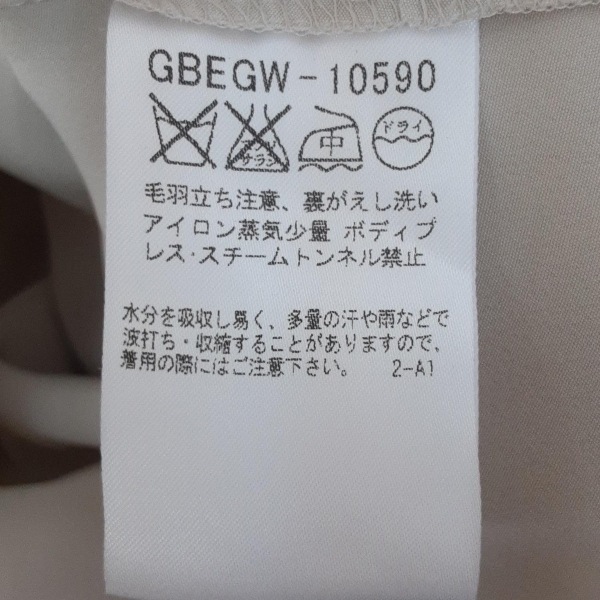 GBEGW-10590
エンソ サラシ 中 ドライ
毛羽立ち注意、裏がえし洗い
アイロン蒸気少量 ボディプ
レス・スチームトンネル禁止
水分を吸収し易く、多量の汗や雨などで
波打ち・収縮することがありますので、
着用の際にはご注意下さい。 2-A1